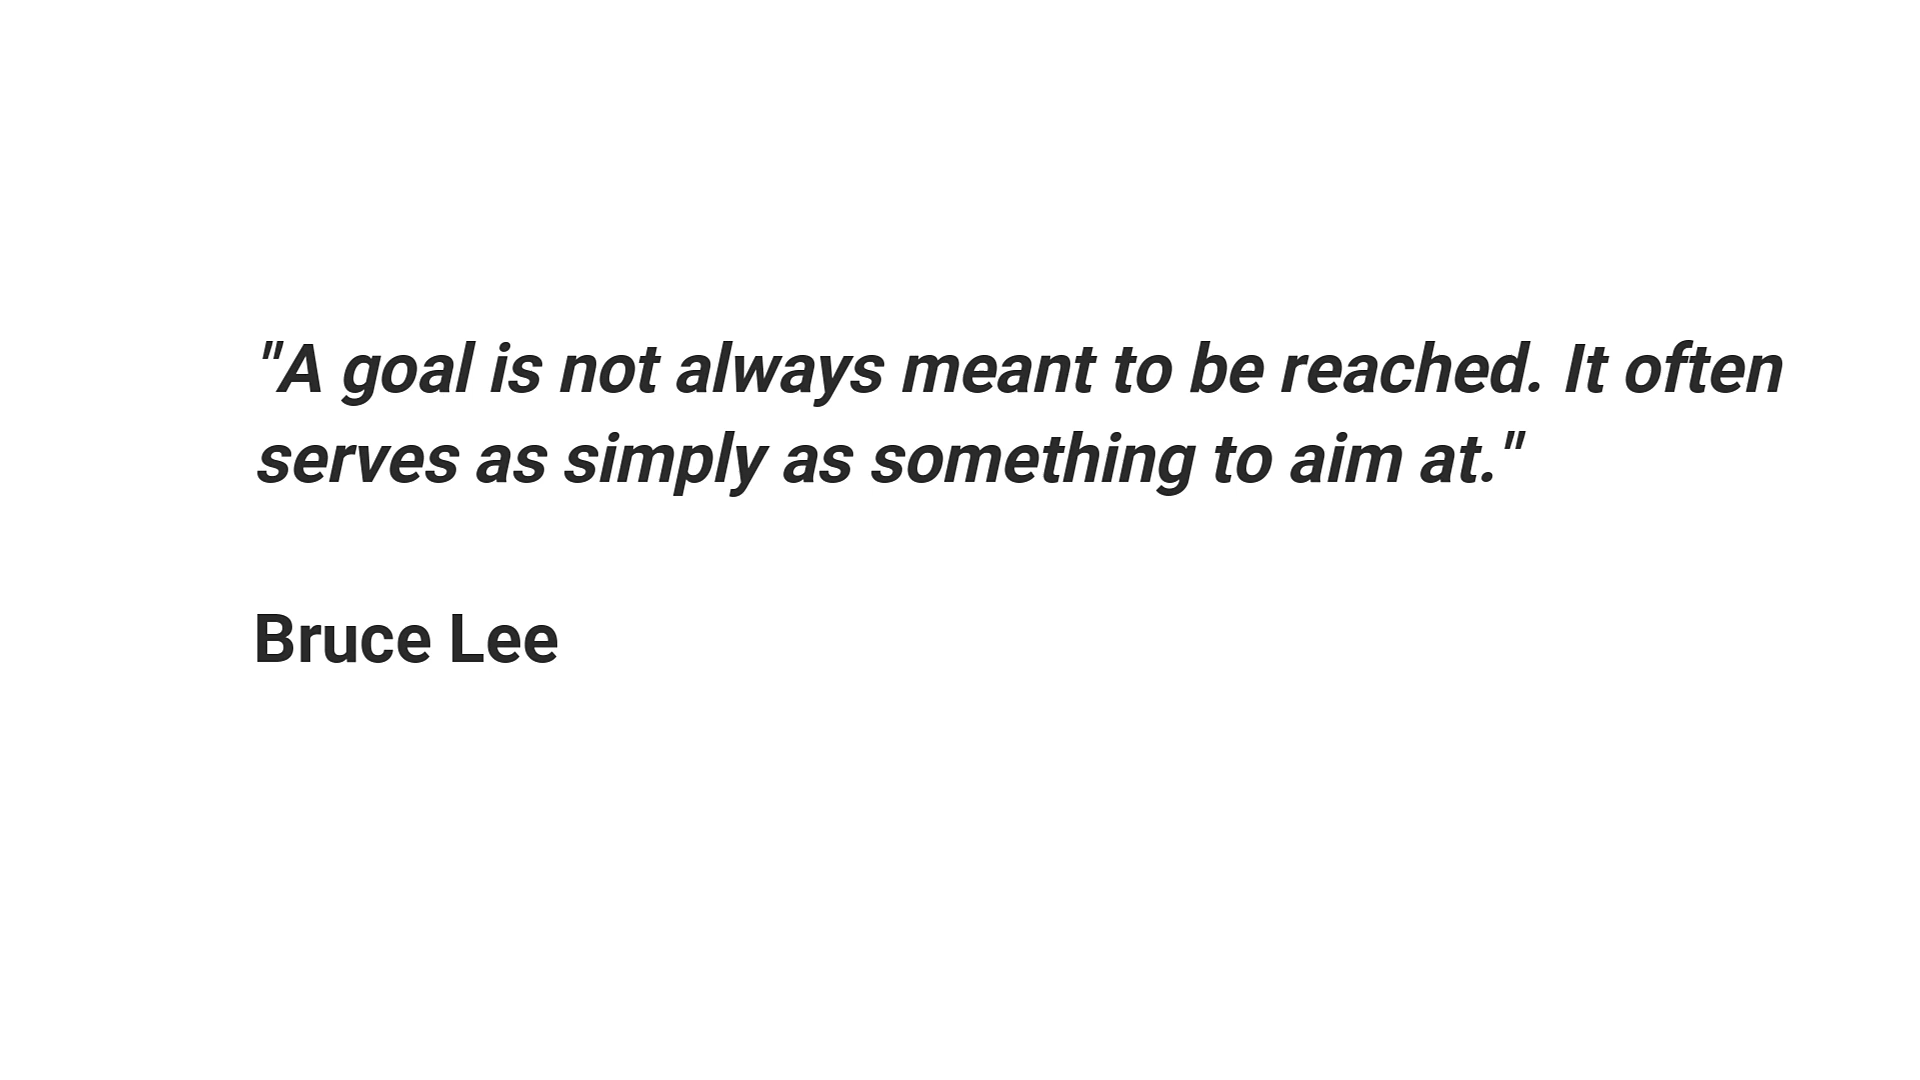 "A goal is not always meant to be reached. It often
serves as simply as something to aim at."
Bruce Lee